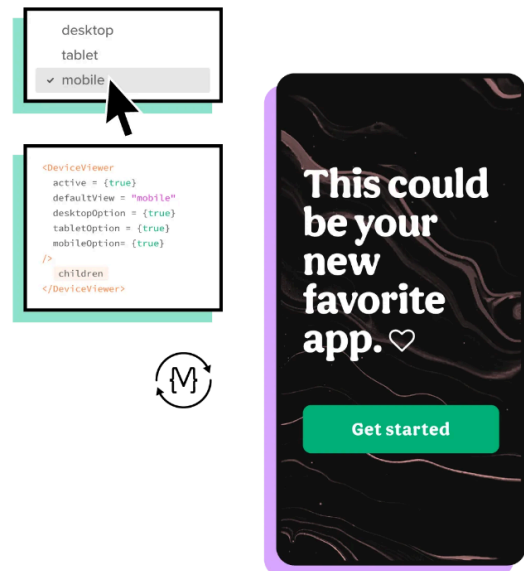 desktop
tablet
mobile
<DeviceViewer
active = {true}
defaultView = "mobile"
desktopOption = {true}
tabletOption = {true}
mobileOption= {true}
/>
children
</DeviceViewer>
{M}
This could
be your
new
favorite
app. ♡
Get started